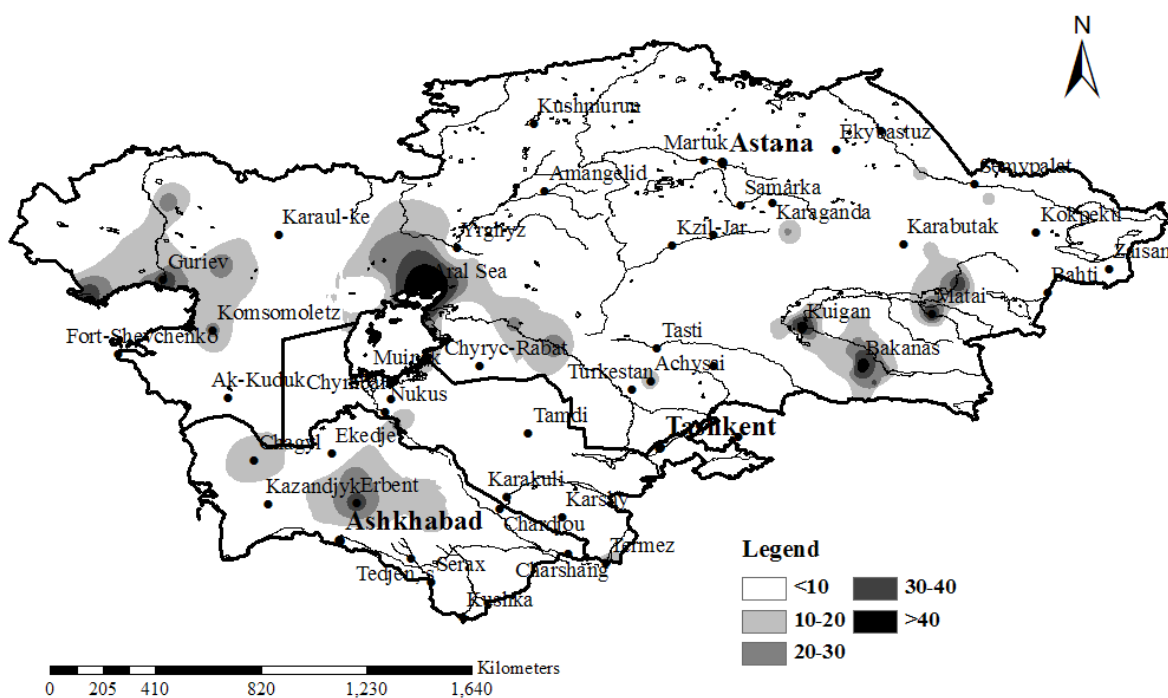 N
Kushmurun
Ekybastuz
Martuk
Astana
Semypalat
Amangelid
Samarka
Karaganda
Karaul-ke
Kokpektu
Yrghyz
Kzil-Jar
Karabutak
Zaisan
Guriev
Aral Sea
Bahti
Matai
Komsomoletz
Kuigan
Fort-Shevchenko
Tasti
Muinak
Chyryc-Rabat
Bakanas
Achysai
Turkestan
Ak-Kuduk
Nukus
Tamdi
Tashkent
Ekedje
Chagyl
Karakuli
Kazandjyk
Erbent
Karshy
Ashkhabad
Chardjou
Termez
Serax
Charshang
Kushka
Legend
<10
30-40
10-20
>40
20-30
Kilometers
0
205
410
820
1,230
1,640